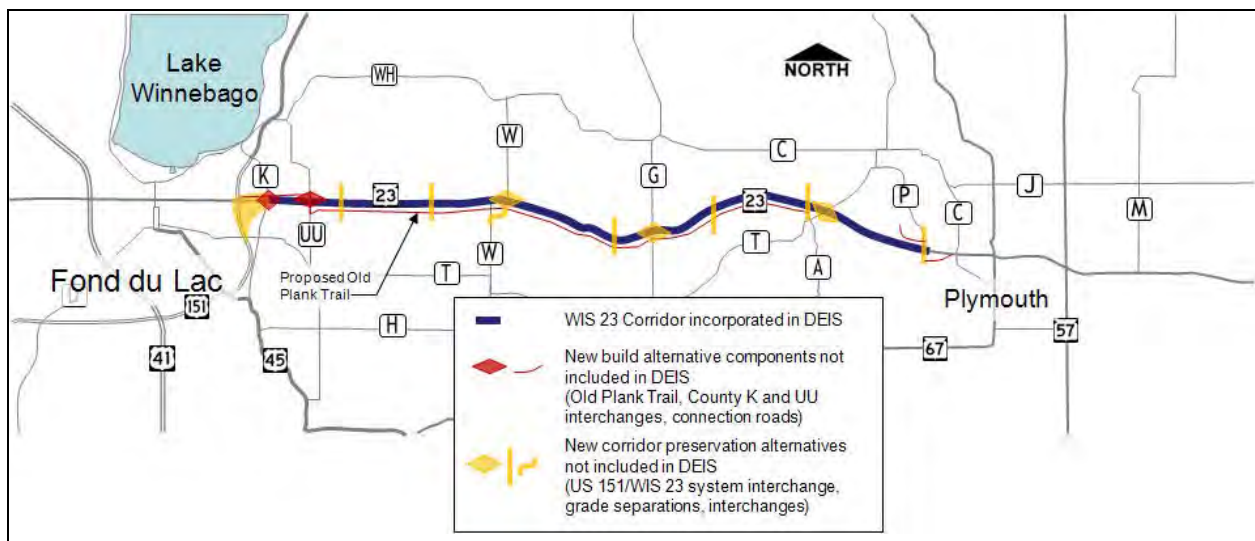 Lake
Winnebago
WH
NORTH
W
C
K
G
P
J
23
23
C
M
UU
W
T
Proposed Old
Plank Trail
T
A
Fond du Lac
Plymouth
151
H
57
41
45
67
WIS 23 Corridor incorporated in DEIS
New build alternative components not
included in DEIS
(Old Plank Trail, County K and UU
interchanges, connection roads)
New corridor preservation alternatives
not included in DEIS
(US 151/WIS 23 system interchange,
grade separations, interchanges)